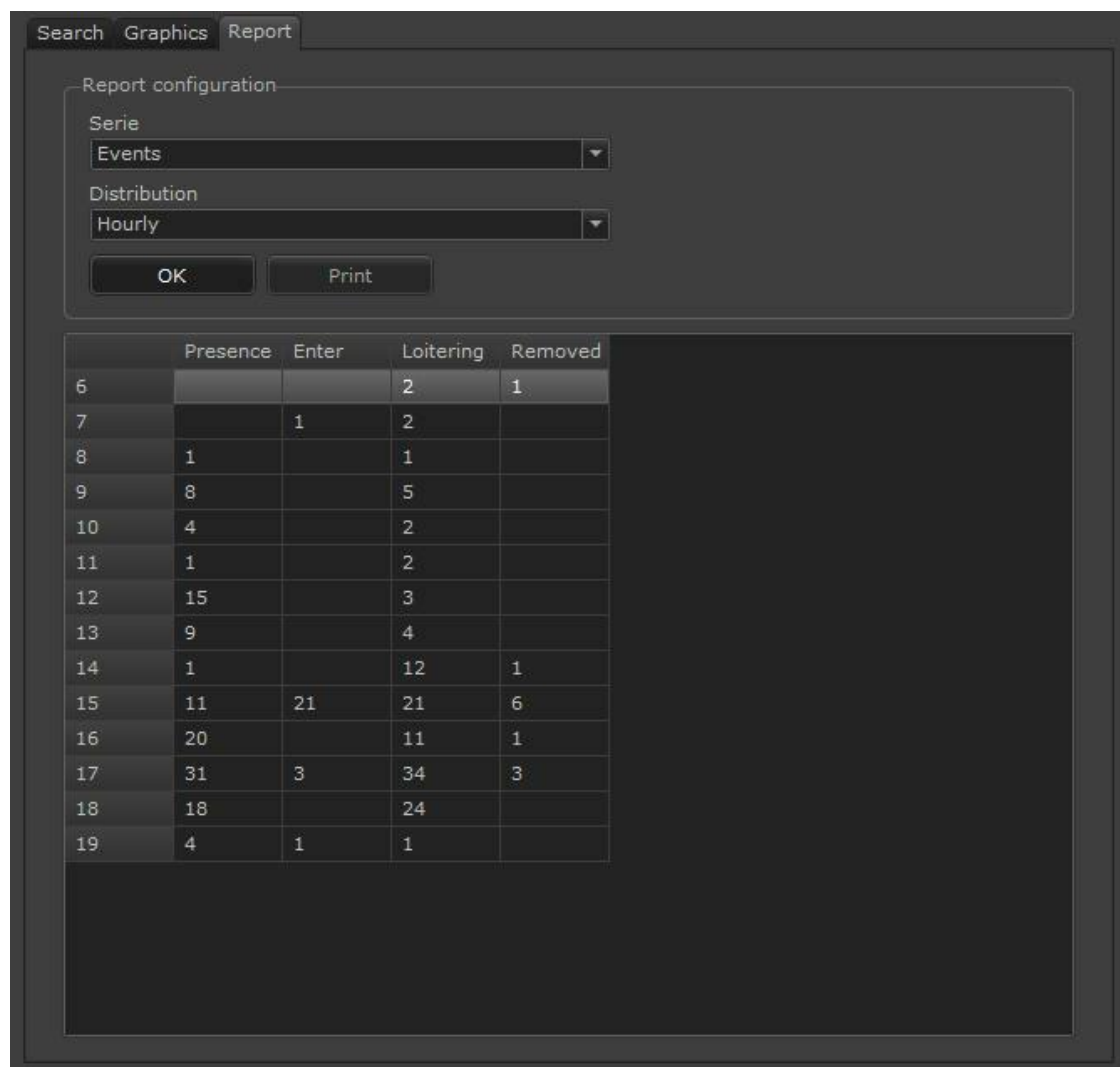 Search Graphics Report
Report configuration
Serie
Events
Distribution
Hourly
OK Print
Presence Enter Loitering Removed
6 2 1
7 1 2
8 1 1
9 8 5
10 4 2
11 1 2
12 15 3
13 9 4
14 1 12 1
15 11 21 21 6
16 20 11 1
17 31 3 34 3
18 18 24
19 4 1 1